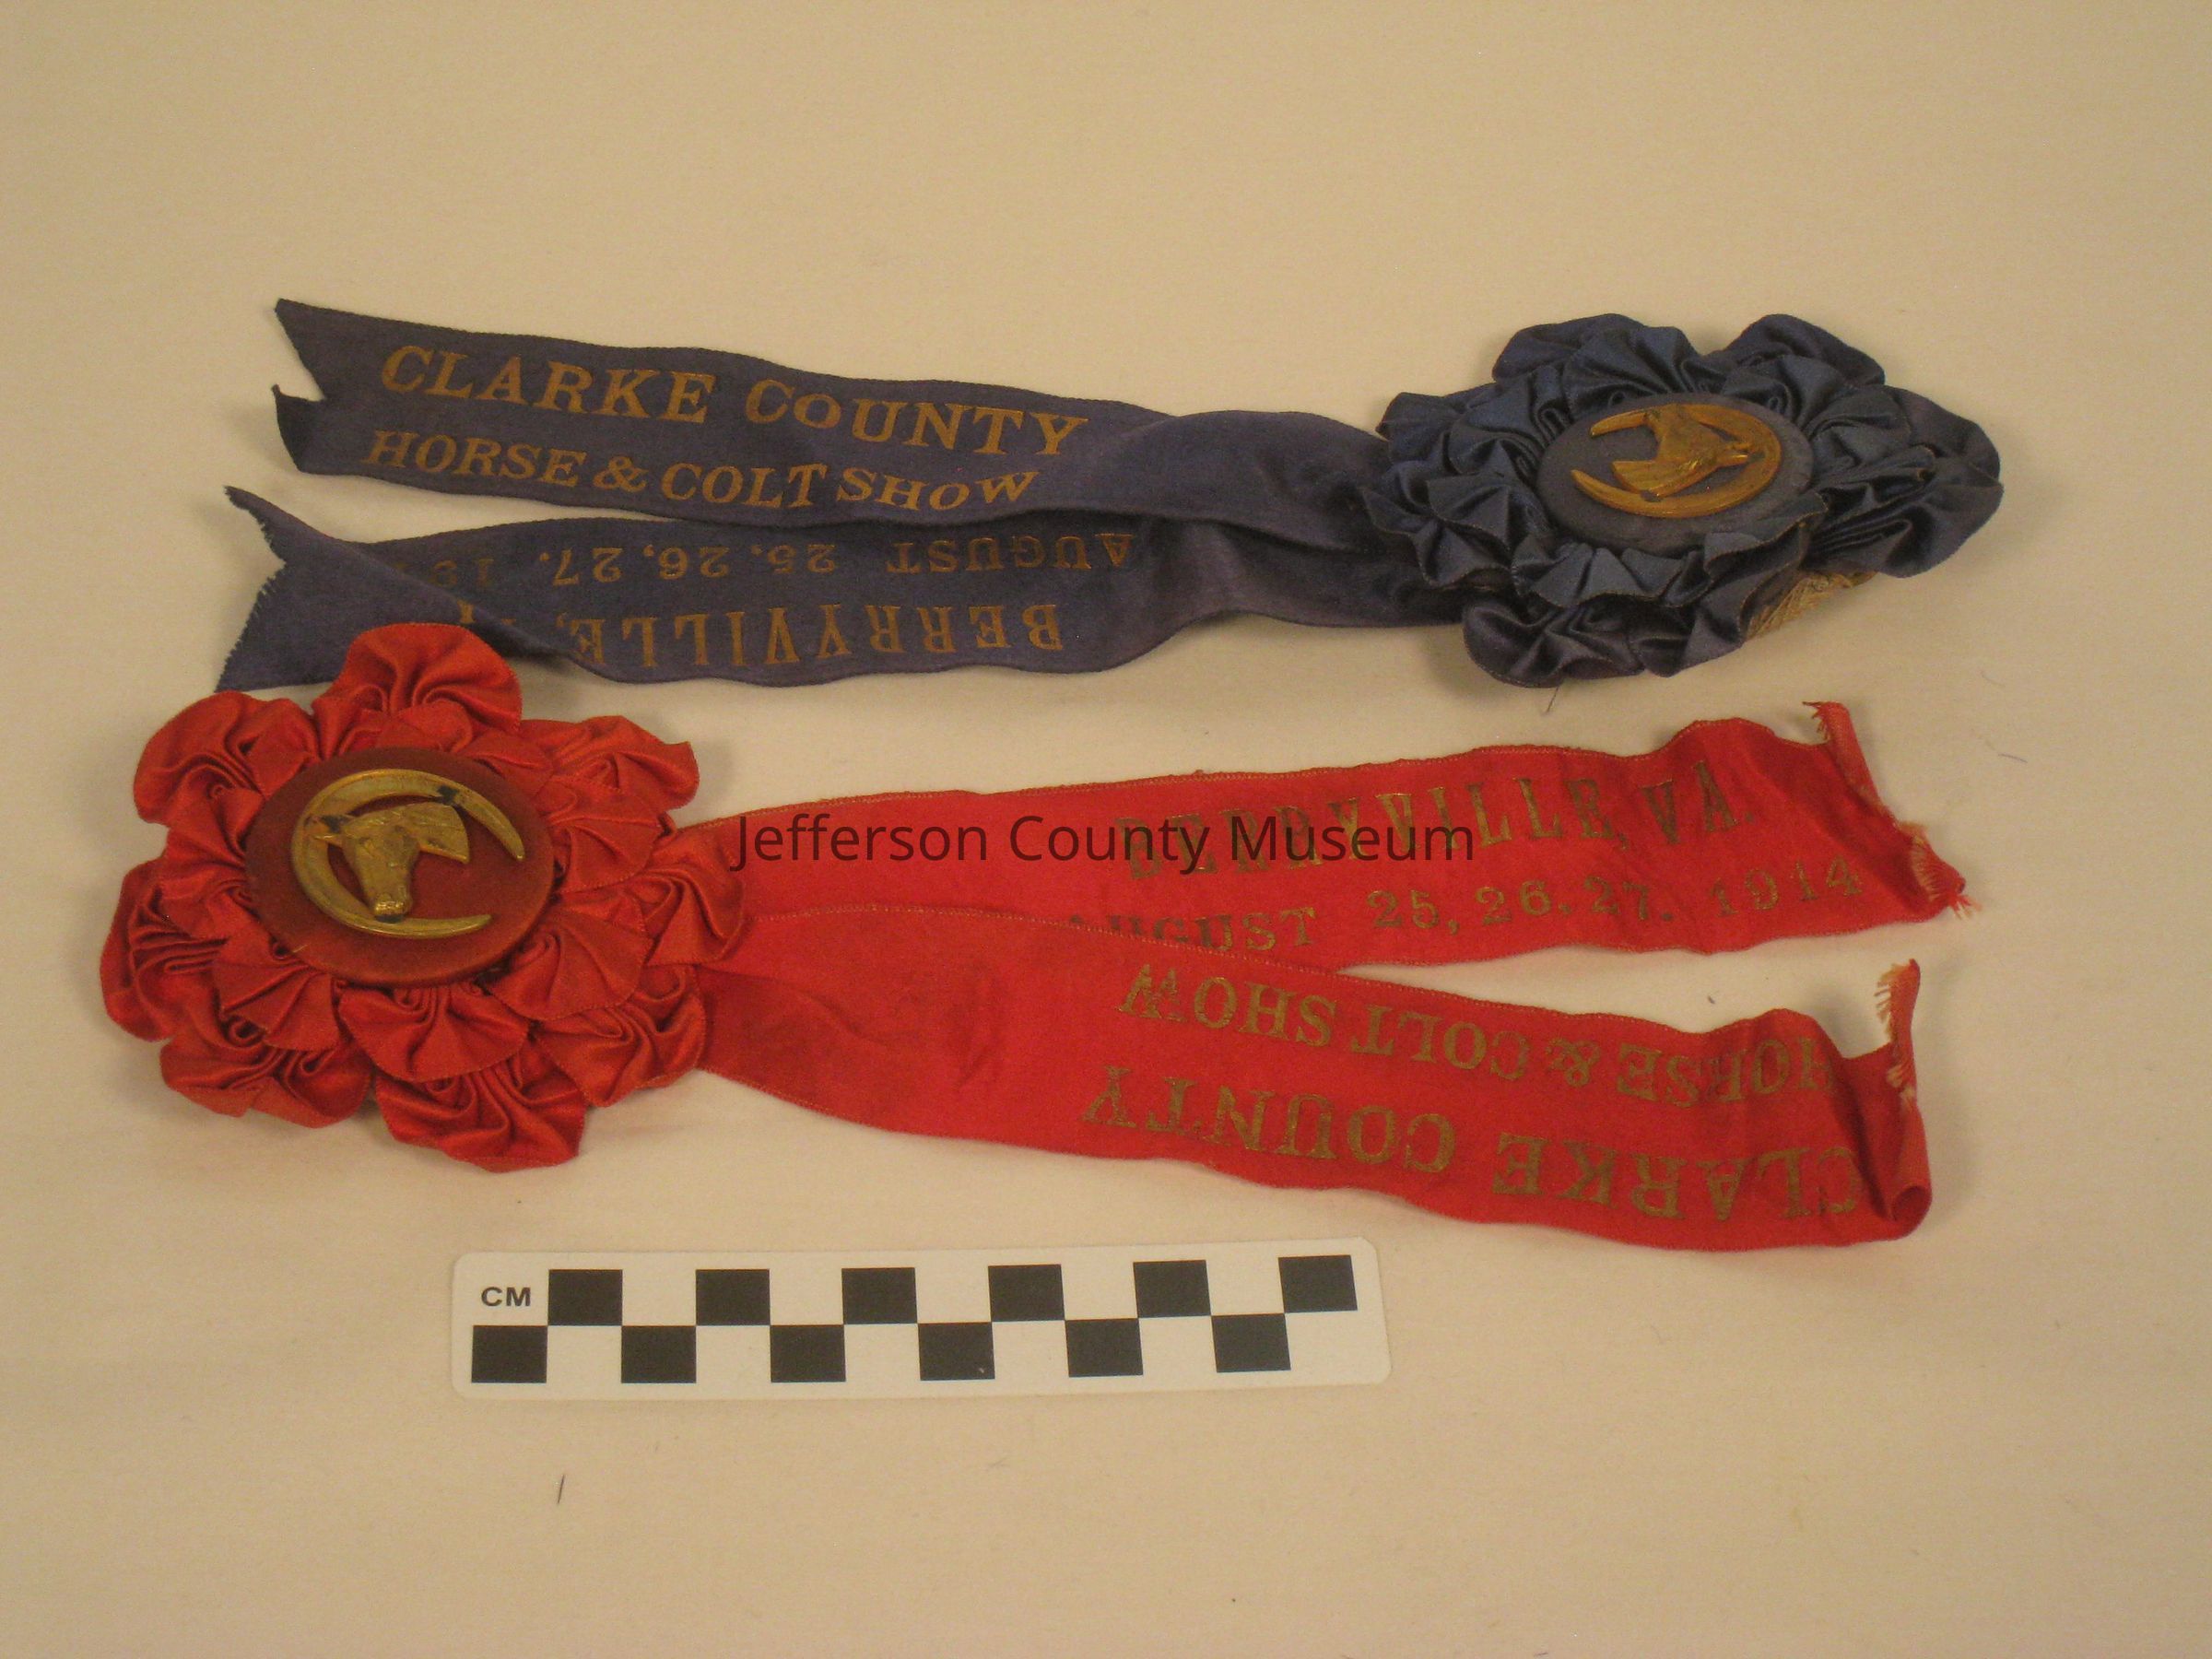 CLARKE COUNTY
HORSE & COLT SHOW
BERRYVILLE,
AUGUST 25, 26, 27. 19
BERRYVILLE, VA.
AUGUST 25, 26, 27. 1914
CLARKE COUNTY
HORSE & COLT SHOW
Jefferson County Museum
CM